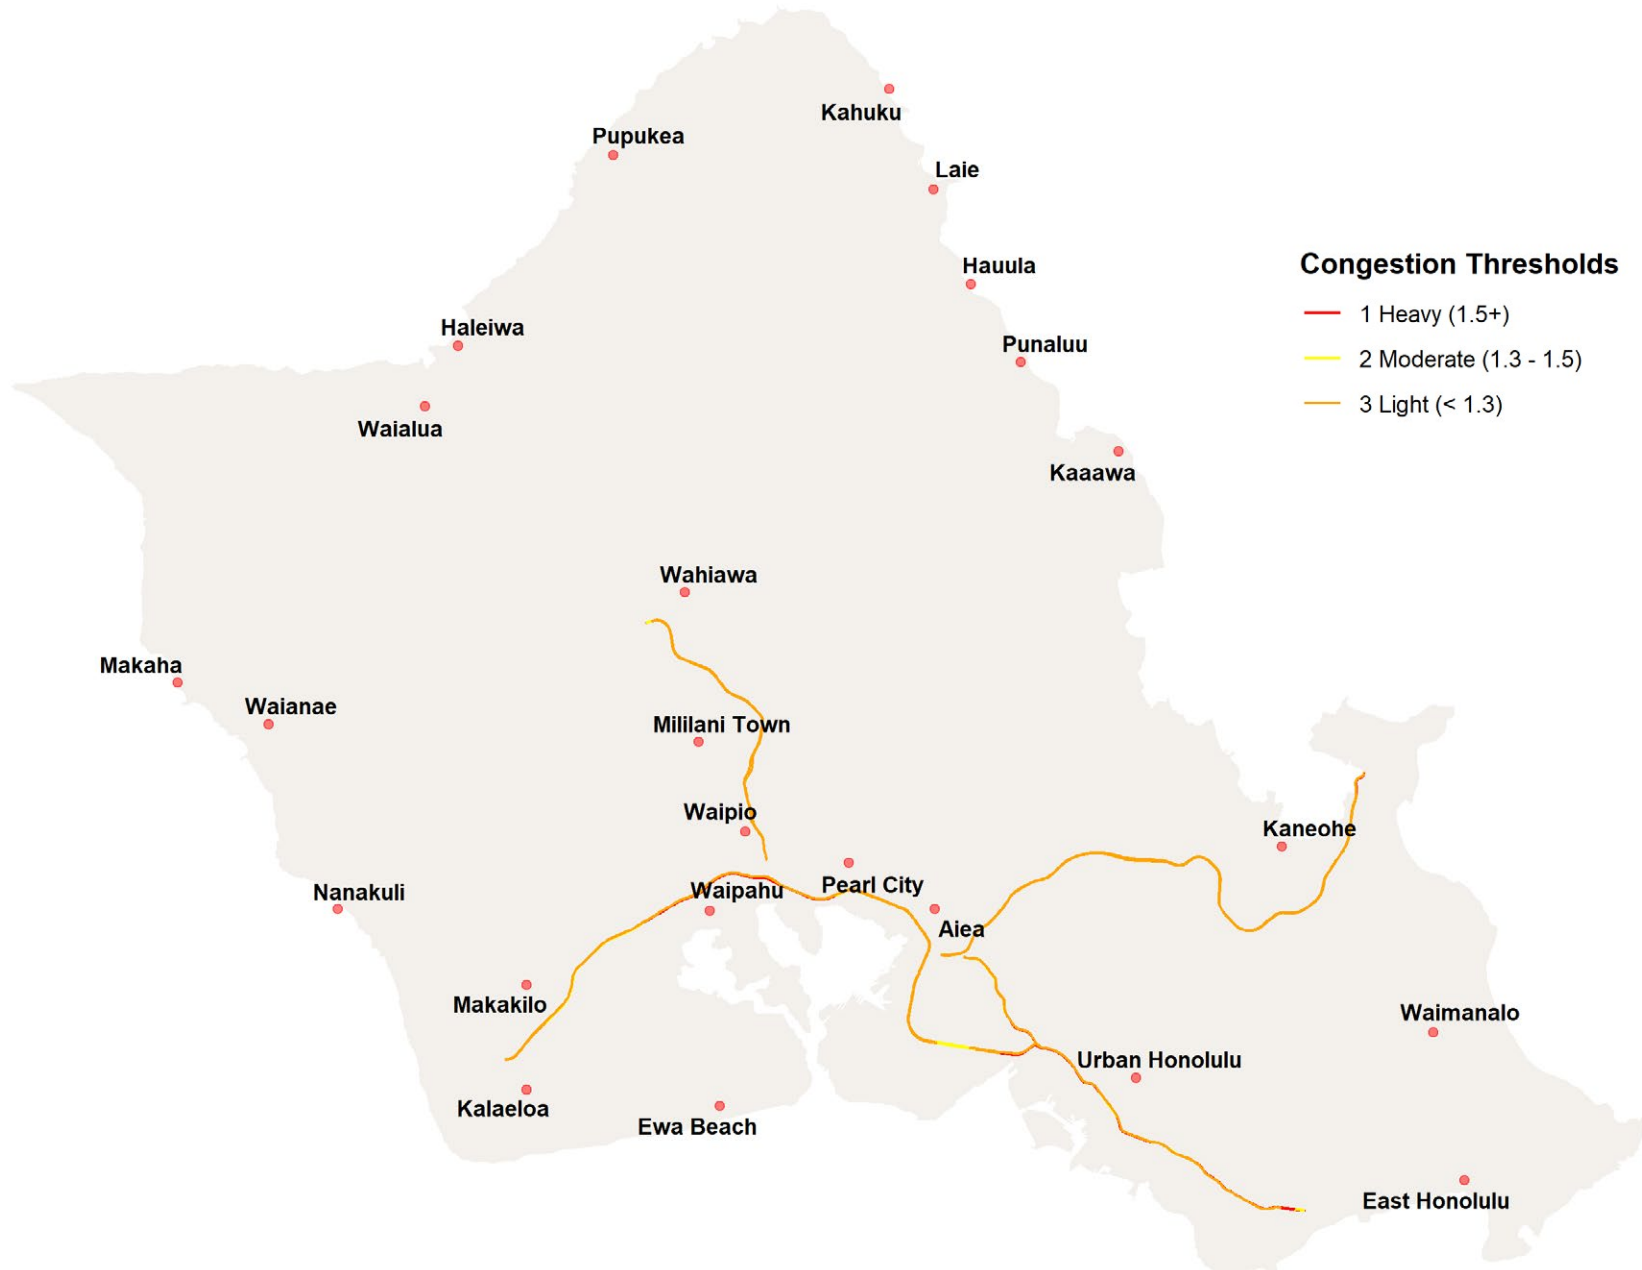 Kahuku
Pupukea
Laie
Hauula
Congestion Thresholds
1 Heavy (1.5+)
Haleiwa
Punaluu
2 Moderate (1.3 - 1.5)
3 Light (< 1.3)
Waialua
Kaaawa
Wahiawa
Makaha
Waianae
Mililani Town
Waipio
Kaneohe
Nanakuli
Waipahu
Pearl City
Aiea
Makakilo
Waimanalo
Urban Honolulu
Kalaeloa
Ewa Beach
East Honolulu